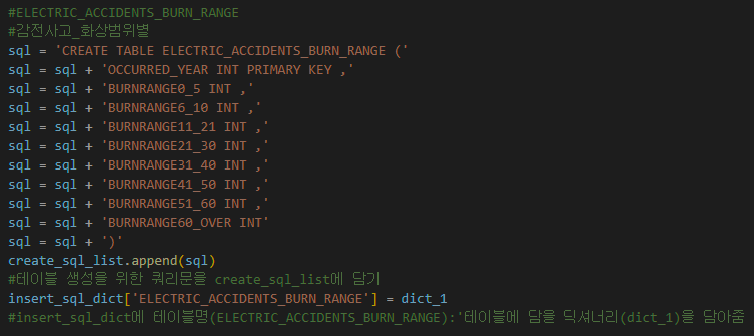 #ELECTRIC_ACCIDENTS_BURN_RANGE
#감전사고_화상범위별
sql = 'CREATE TABLE ELECTRIC_ACCIDENTS_BURN_RANGE ('
sql = sql + 'OCCURRED_YEAR INT PRIMARY KEY ,'
sql = sql + 'BURNRANGE0_5 INT ,'
sql = sql + 'BURNRANGE6_10 INT ,'
sql = sql + 'BURNRANGE11_21 INT ,'
sql = sql + 'BURNRANGE21_30 INT ,'
sql = sql + 'BURNRANGE31_40 INT ,'
sql = sql + 'BURNRANGE41_50 INT ,'
sql = sql + 'BURNRANGE51_60 INT ,'
sql = sql + 'BURNRANGE60_OVER INT'
sql = sql + ')'
create_sql_list.append(sql)
#테이블 생성을 위한 쿼리문을 create_sql_list에 담기
insert_sql_dict['ELECTRIC_ACCIDENTS_BURN_RANGE'] = dict_1
#insert_sql_dict에 테이블명(ELECTRIC_ACCIDENTS_BURN_RANGE):'테이블에 담을 딕셔너리(dict_1)을 담아줌